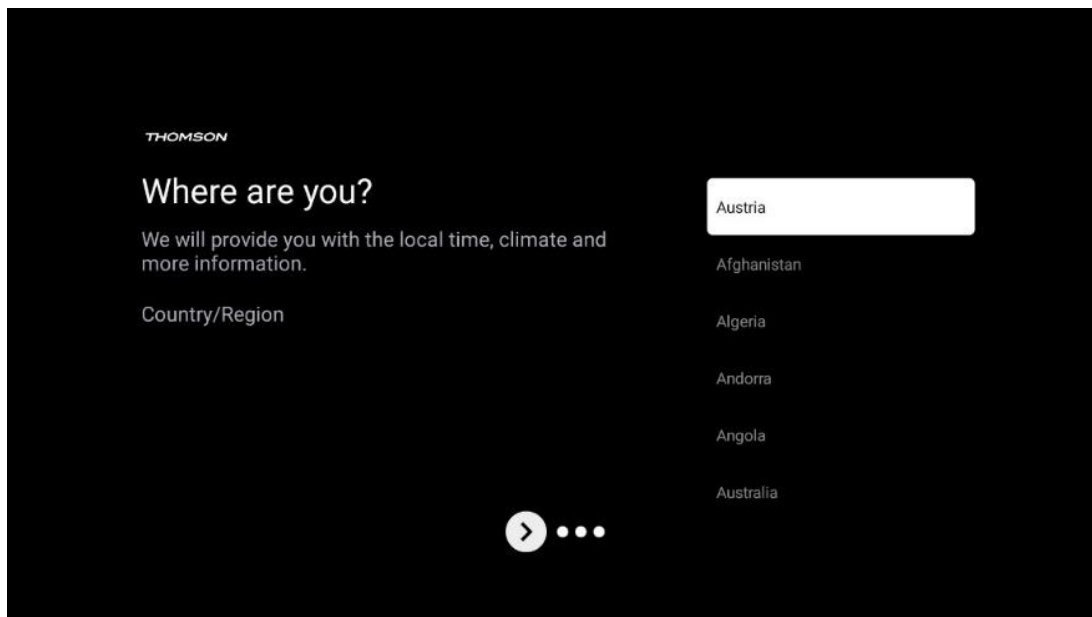 THOMSON
Where are you?
We will provide you with the local time, climate and
more information.
Country/Region
Austria
Afghanistan
Algeria
Andorra
Angola
Australia